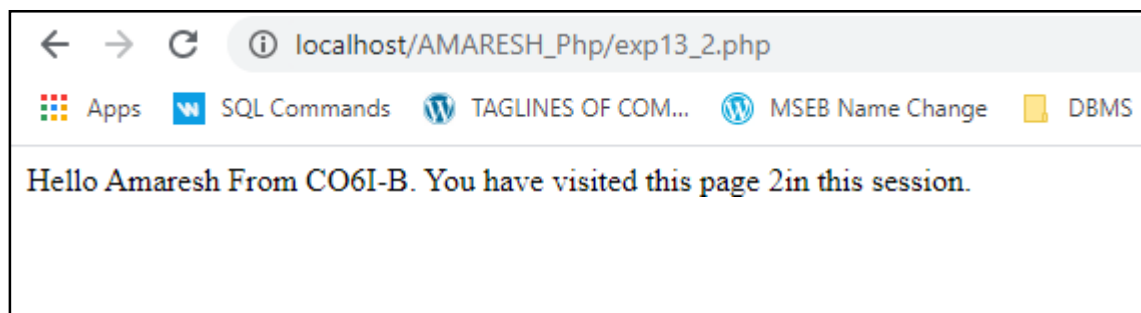 localhost/AMARESH_Php/exp13_2.php
Apps SQL Commands TAGLINES OF COM... MSEB Name Change DBMS
Hello Amaresh From CO6I-B. You have visited this page 2in this session.